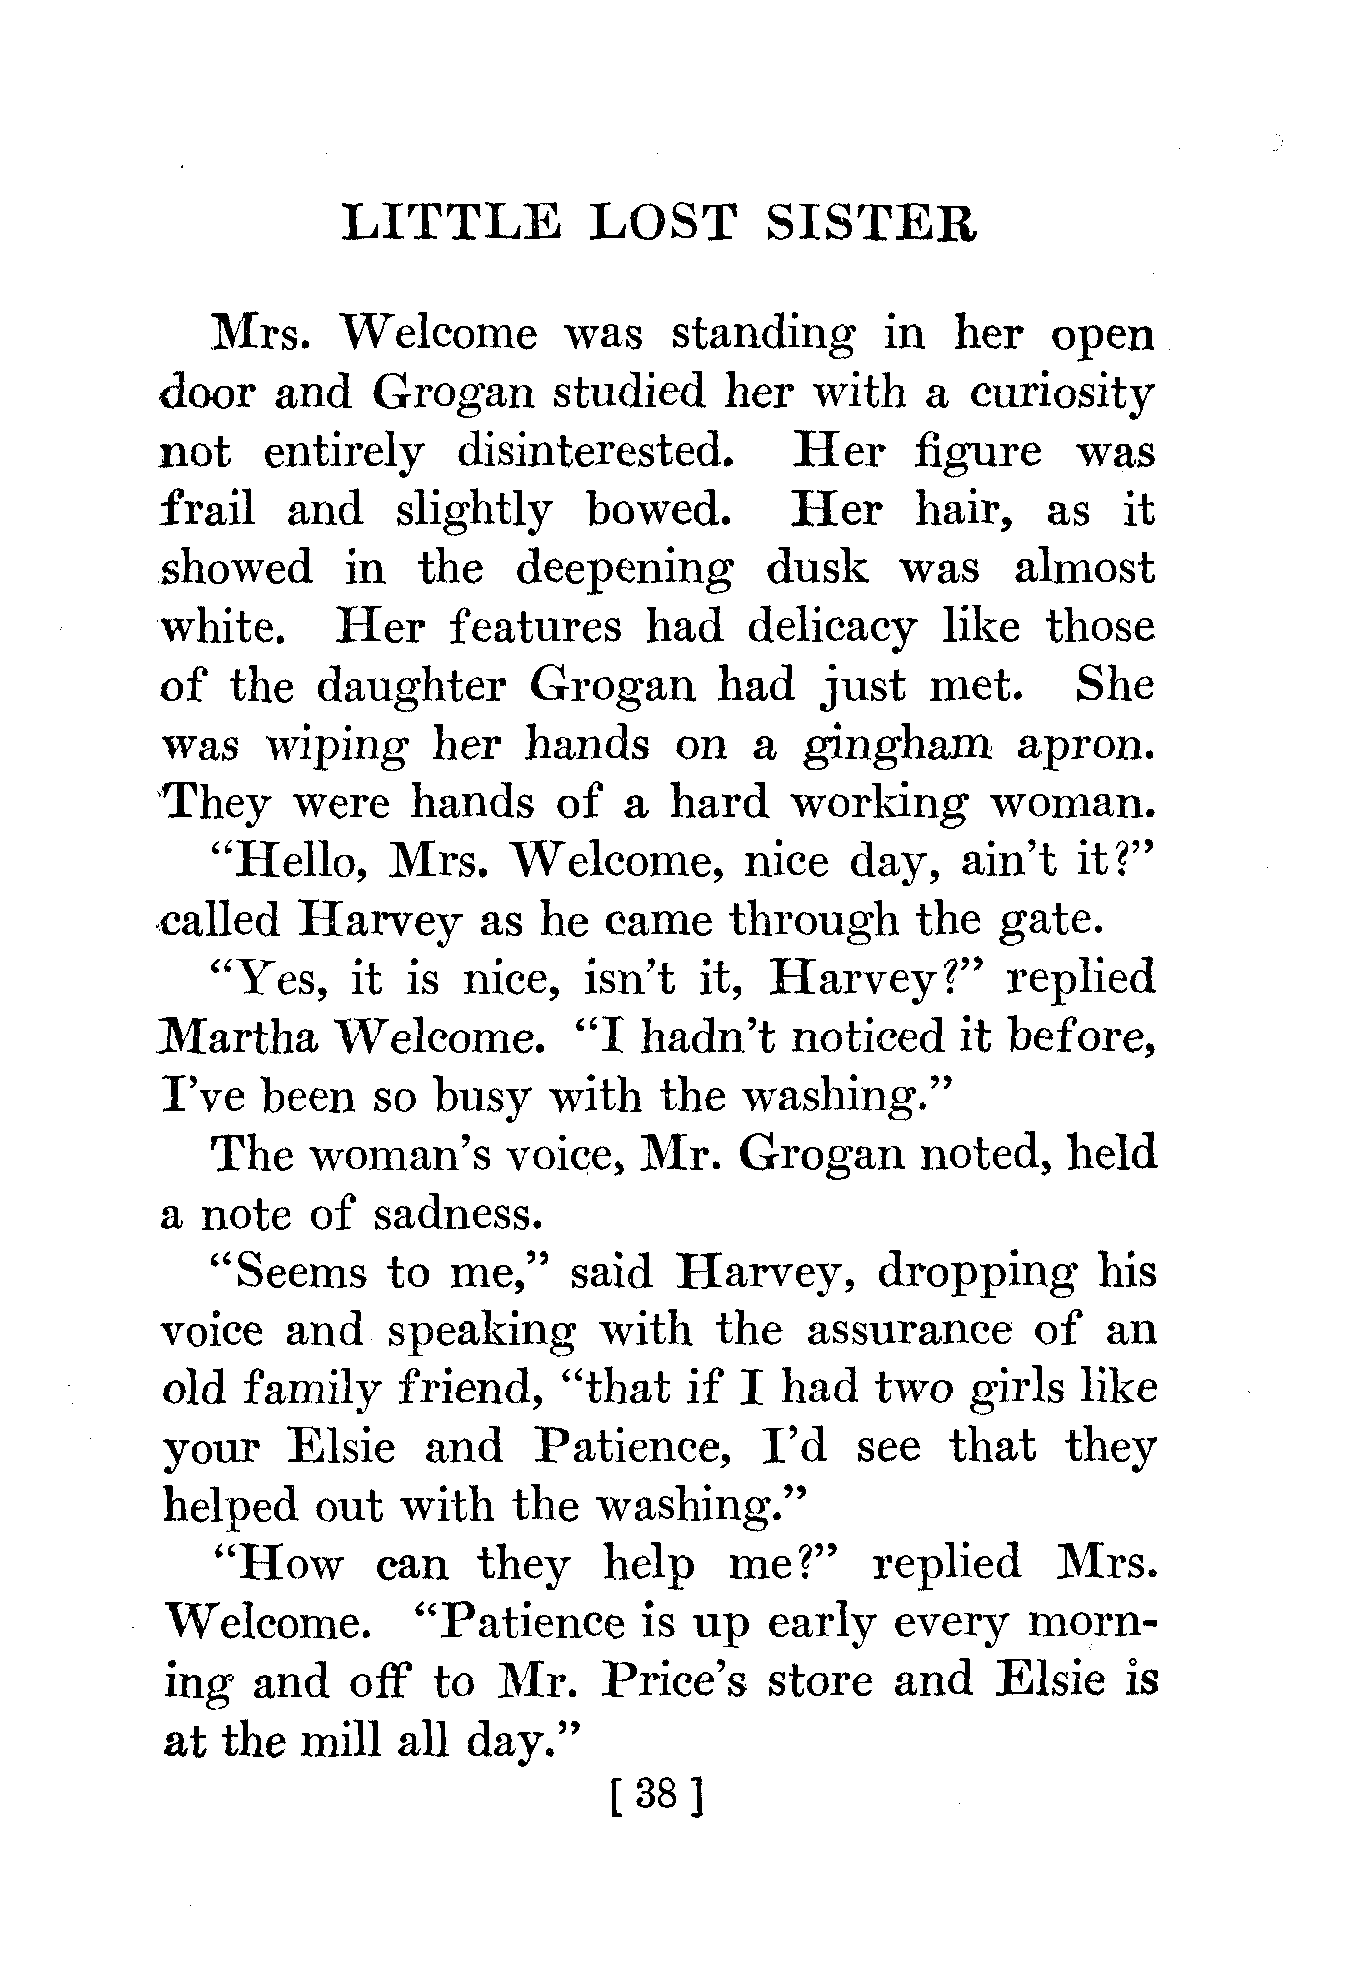 LITTLE LOST SISTER
Mrs. Welcome was standing in her open
door and Grogan studied her with a curiosity
not entirely disinterested. Her figure was
frail and slightly bowed. Her hair, as it
showed in the deepening dusk was almost
white. Her features had delicacy like those
of the daughter Grogan had just met. She
was wiping her hands on a gingham apron.
They were hands of a hard working woman.
“Hello, Mrs. Welcome, nice day, ain’t it?”
called Harvey as he came through the gate.
“Yes, it is nice, isn’t it, Harvey?” replied
Martha Welcome. “I hadn’t noticed it before,
I’ve been so busy with the washing.”
The woman’s voice, Mr. Grogan noted, held
a note of sadness.
“Seems to me,” said Harvey, dropping his
voice and speaking with the assurance of an
old family friend, “that if I had two girls like
your Elsie and Patience, I’d see that they
helped out with the washing.”
“How can they help me?” replied Mrs.
Welcome. “Patience is up early every morn-
ing and off to Mr. Price’s store and Elsie is
at the mill all day.”
[ 38 ]